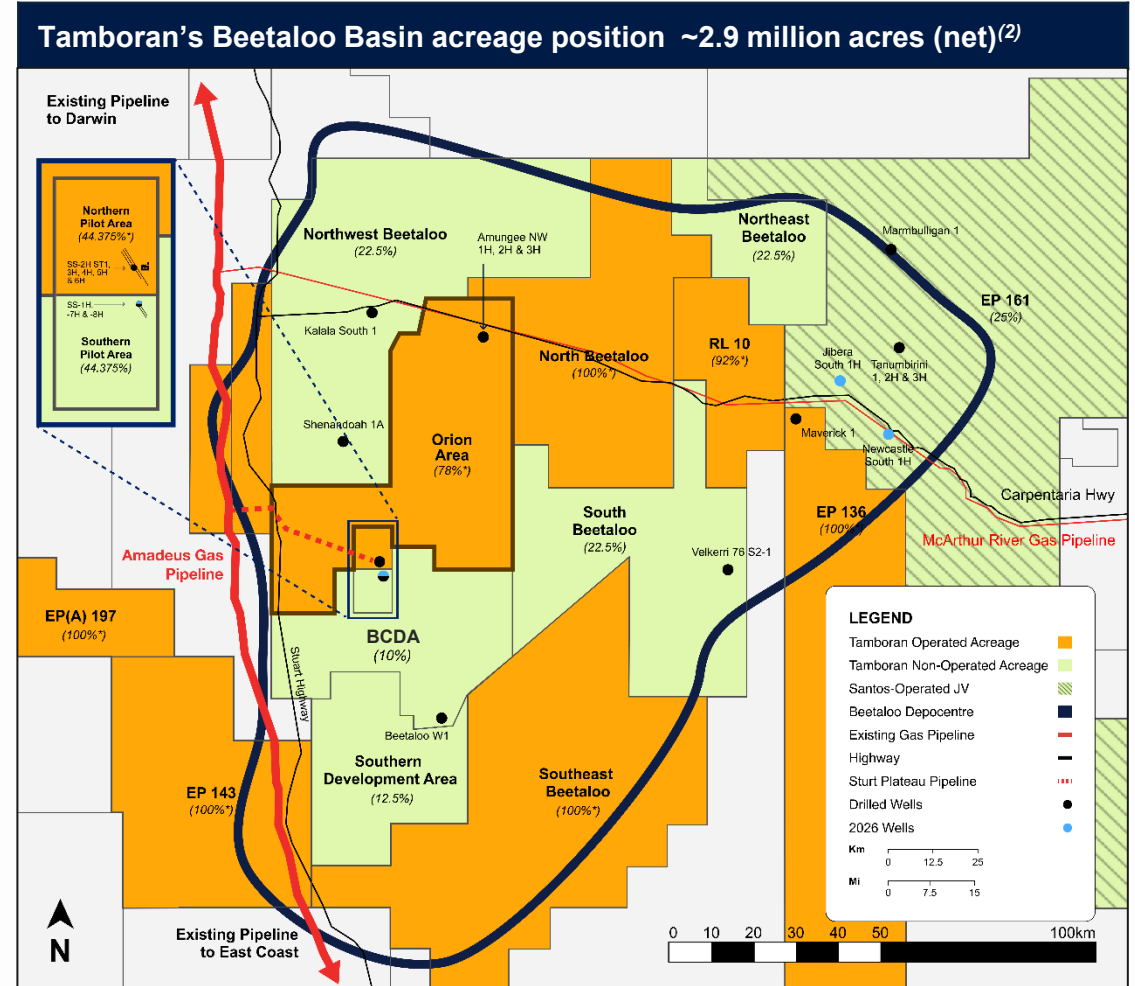 Tamboran's Beetaloo Basin acreage position ~2.9 million acres (net)(2)
Existing Pipeline
to Darwin
Northern
Pilot Area
(44.375%*)
SS-2H ST1,
3H, 4H, 5H
& 6H
SS-1H,
-7H & -8H
Southern
Pilot Area
(44.375%)
Northwest Beetaloo
(22.5%)
Amungee NW
1H, 2H & 3H
Northeast
Beetaloo
(22.5%)
Marmbulligan 1
EP 161
(25%)
Kalala South 1
North Beetaloo
(100%*)
RL 10
(92%*)
Jibera
South 1H
Tanumbirini
1, 2H & 3H
Shenandoah 1A
Orion
Area
(78%*)
Maverick 1
Newcastle
South 1H
Carpentaria Hwy
McArthur River Gas Pipeline
South
Beetaloo
(22.5%)
EP 136
(100%*)
Velkerri 76 S2-1
Amadeus Gas
Pipeline
EP(A) 197
(100%*)
BCDA
(10%)
Stuart Highway
Beetaloo W1
Southern
Development Area
(12.5%)
Southeast
Beetaloo
(100%*)
EP 143
(100%*)
Existing Pipeline
to East Coast
N
LEGEND
Tamboran Operated Acreage
Tamboran Non-Operated Acreage
Santos-Operated JV
Beetaloo Depocentre
Existing Gas Pipeline
Highway
Sturt Plateau Pipeline
Drilled Wells
2026 Wells
Km
0 12.5 25
Mi
0 7.5 15
0 10 20 30 40 50 100km